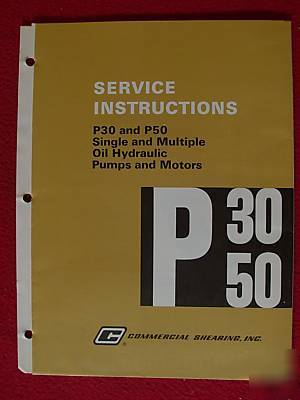 SERVICE
INSTRUCTIONS
P30 and P50
Single and Multiple
Oil Hydraulic
Pumps and Motors
P 30
50
C
®
COMMERCIAL SHEARING, INC.